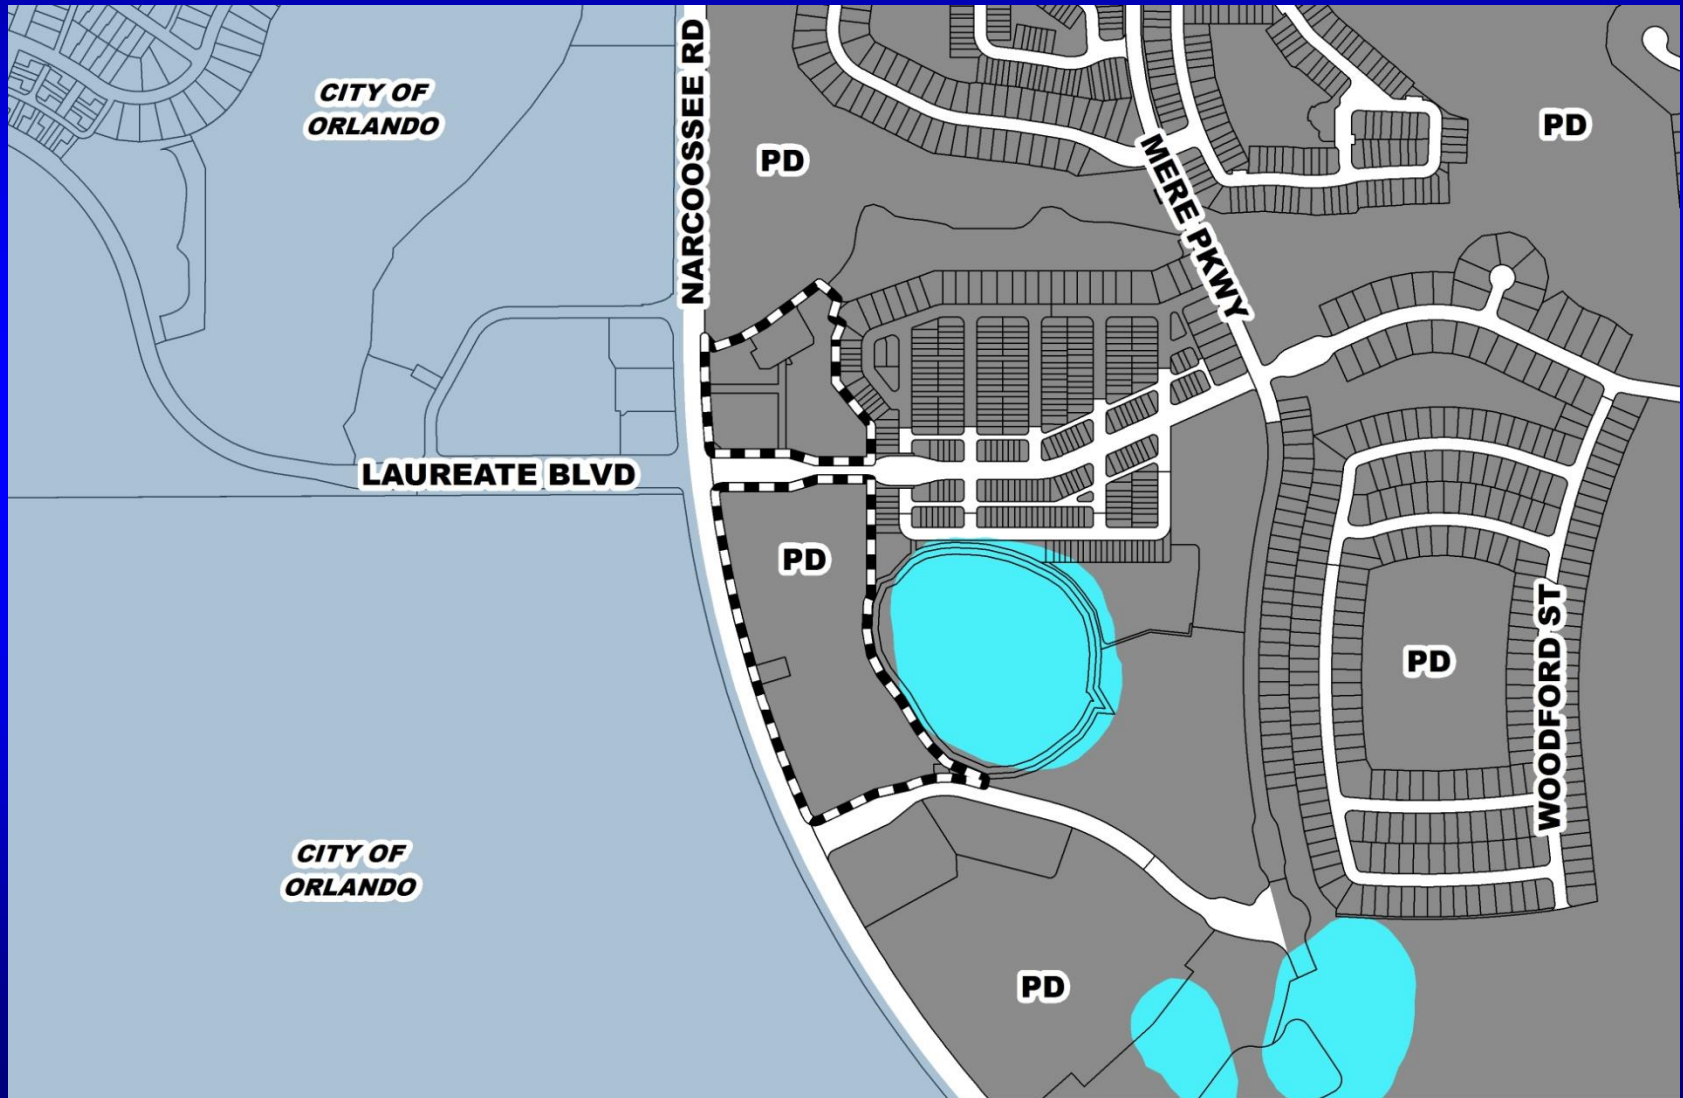 CITY OF
ORLANDO
NARCOOSSEE RD
PD
PD
MERE PKWY
LAUREATE BLVD
PD
PD
WOODFORD ST
CITY OF
ORLANDO
PD